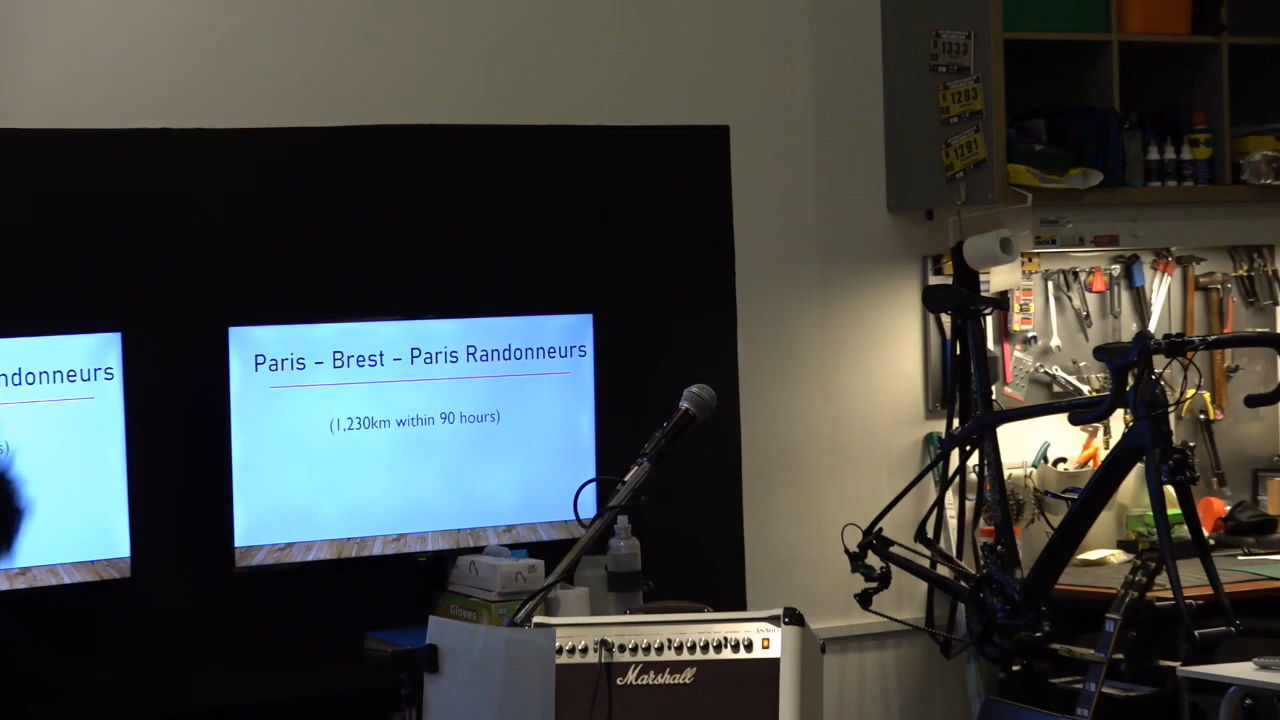 1333
1293
1291
ndonneurs
s)
Paris – Brest – Paris Randonneurs
(1,230km within 90 hours)
Gloves
Marshall